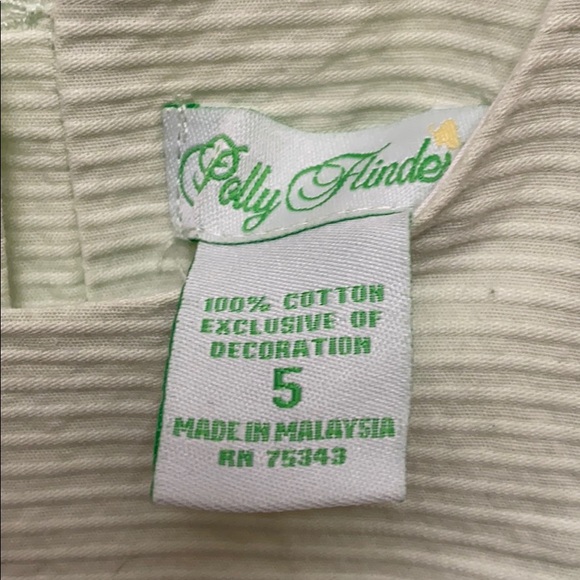 Polly Flinde
100% COTTON
EXCLUSIVE OF
DECORATION
5
MADE IN MALAYSIA
RN 75343